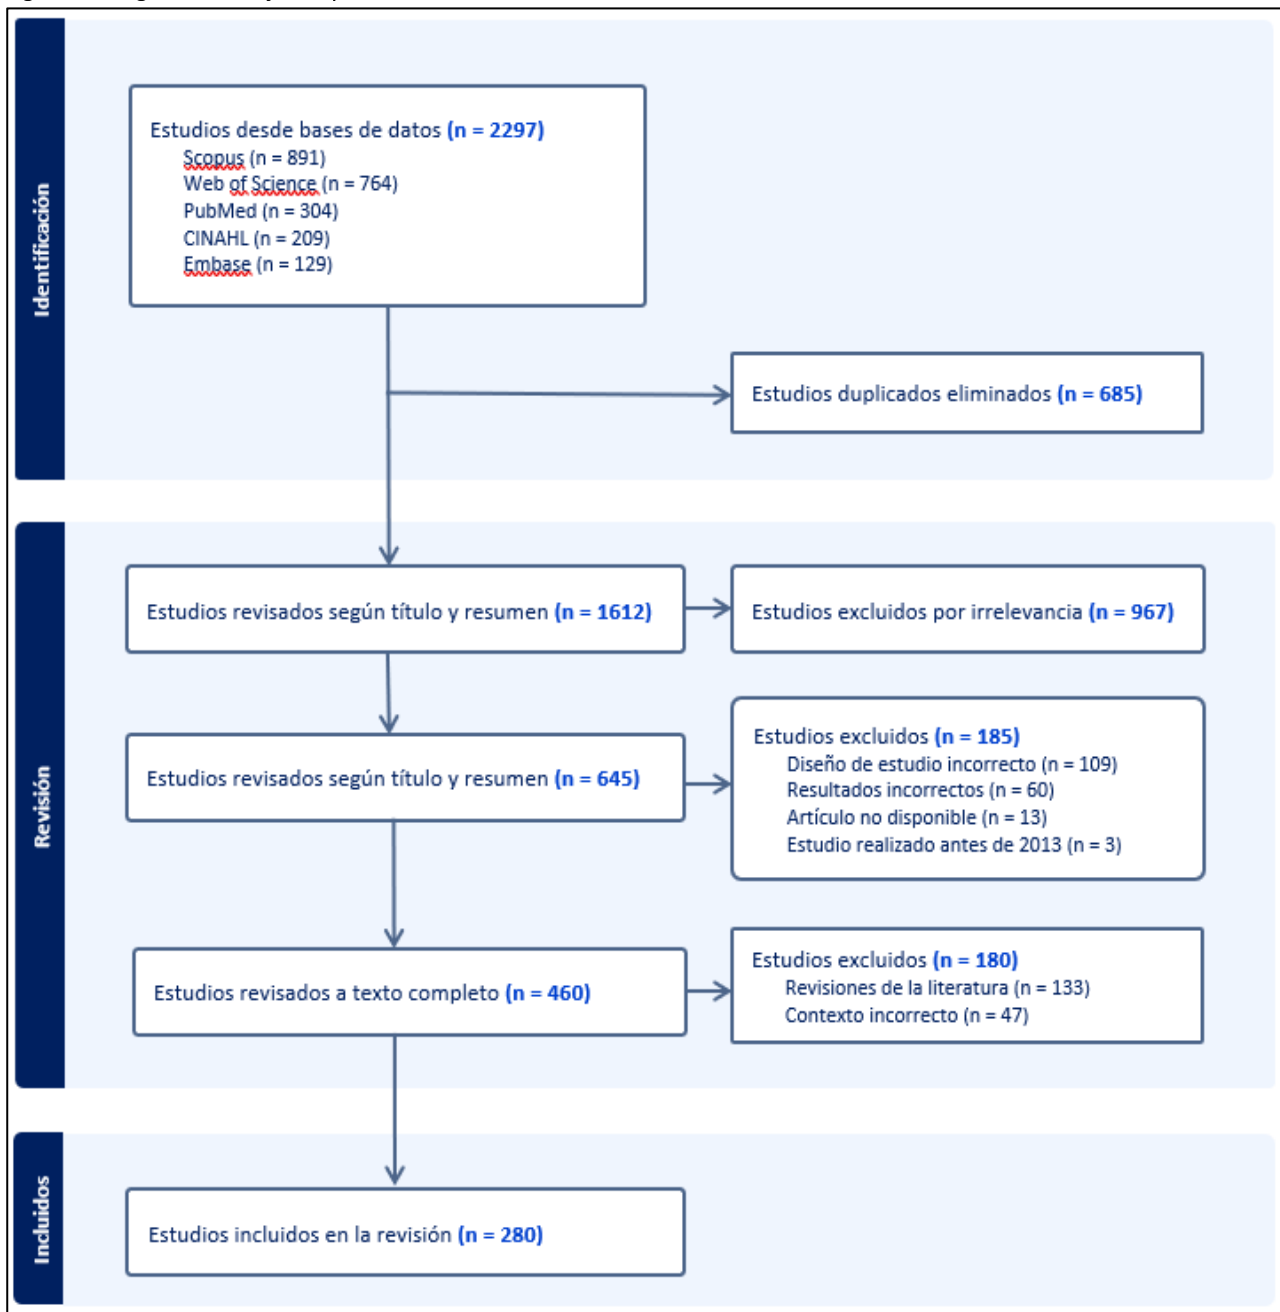 Identificación
Estudios desde bases de datos (n = 2297)
Scopus (n = 891)
Web of Science (n = 764)
PubMed (n = 304)
CINAHL (n = 209)
Embase (n = 129)
Estudios duplicados eliminados (n = 685)
Revisión
Estudios revisados según título y resumen (n = 1612)
Estudios excluidos por irrelevancia (n = 967)
Estudios revisados según título y resumen (n = 645)
Estudios excluidos (n = 185)
Diseño de estudio incorrecto (n = 109)
Resultados incorrectos (n = 60)
Artículo no disponible (n = 13)
Estudio realizado antes de 2013 (n = 3)
Estudios revisados a texto completo (n = 460)
Estudios excluidos (n = 180)
Revisiones de la literatura (n = 133)
Contexto incorrecto (n = 47)
Incluidos
Estudios incluidos en la revisión (n = 280)